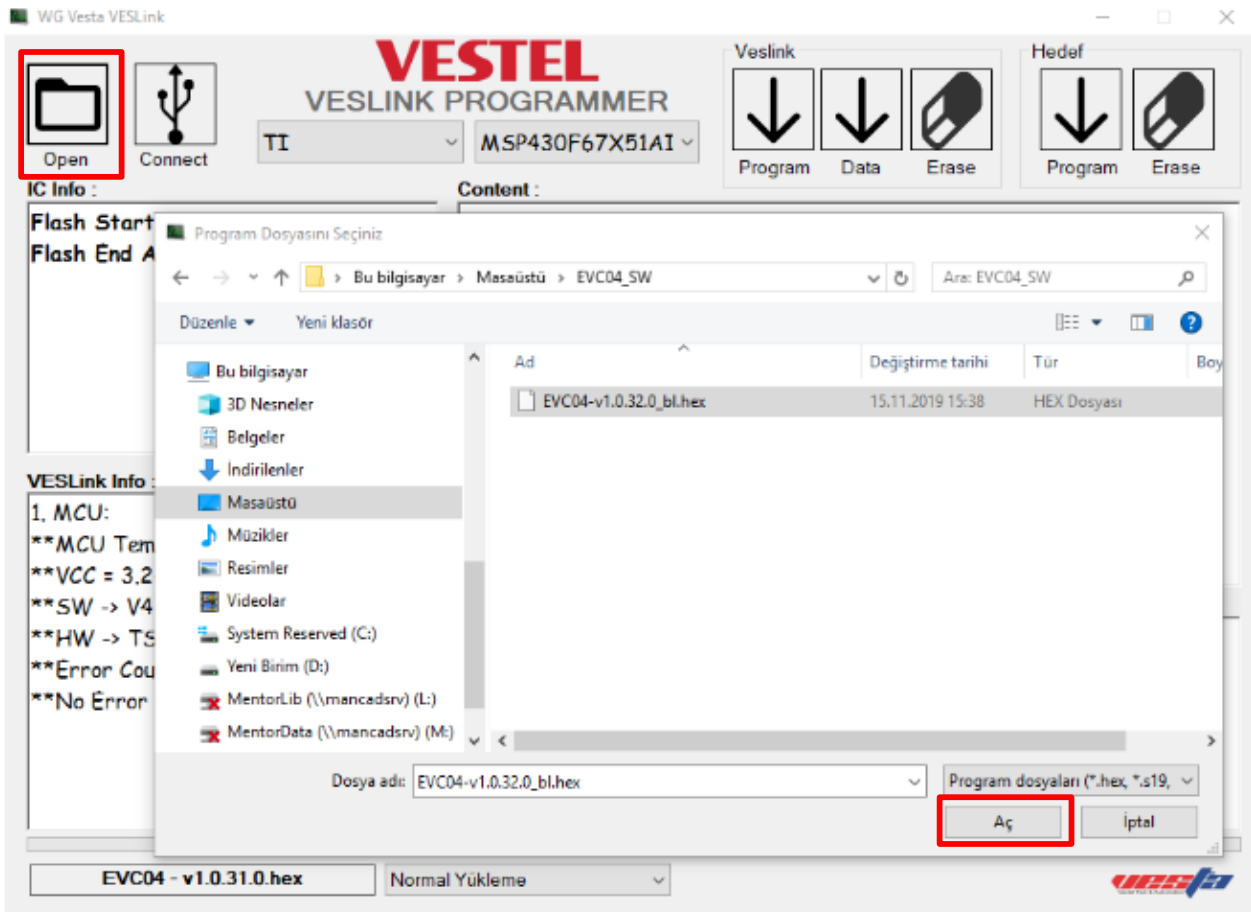 WG Vesta VESLink
VESTEL
VESLINK PROGRAMMER
Open
Connect
TI
MSP430F67X51AI
Veslink
Program
Data
Erase
Hedef
Program
Erase
IC Info :
Content :
Flash Start
Flash End A
Program Dosyasını Seçiniz
Bu bilgisayar > Masaüstü > EVC04_SW
Ara: EVC04_SW
Düzenle
Yeni klasör
Ad
Değiştirme tarihi
Tür
Boy
EVC04-v1.0.32.0_bl.hex
15.11.2019 15:38
HEX Dosyası
Bu bilgisayar
3D Nesneler
Belgeler
İndirilenler
Masaüstü
Müzikler
Resimler
Videolar
System Reserved (C:)
Yeni Birim (D:)
MentorLib (\\mancadsrv) (L:)
MentorData (\\mancadsrv) (M:)
VESLink Info :
1. MCU:
**MCU Tem
**VCC = 3.2
**SW -> V4
**HW -> TS
**Error Cou
**No Error
Dosya adı:
EVC04-v1.0.32.0_bl.hex
Program dosyaları (*.hex, *.s19,
Aç
İptal
EVC04 - v1.0.31.0.hex
Normal Yükleme
vesta